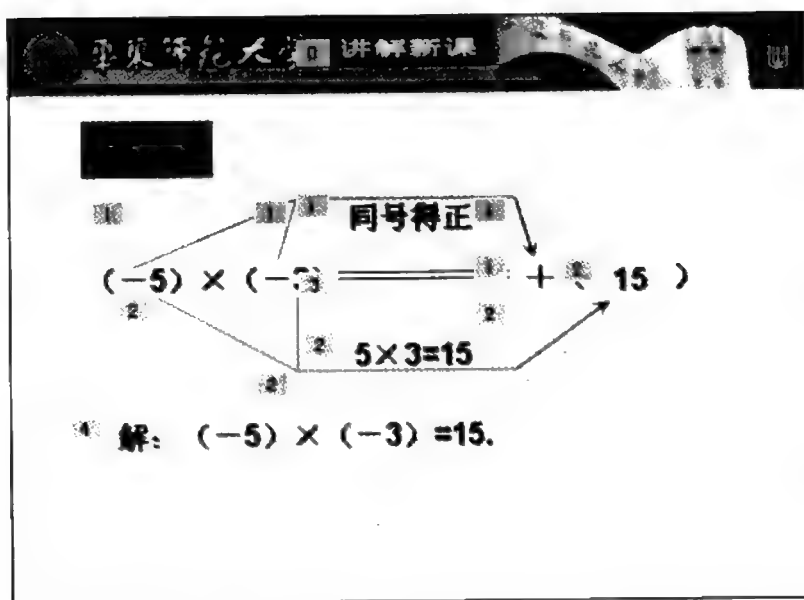 讲解新课
同号得正
(－5) × (－3) ＝ ＋ ( 15 )
5×3=15
解：(－5) × (－3) =15.